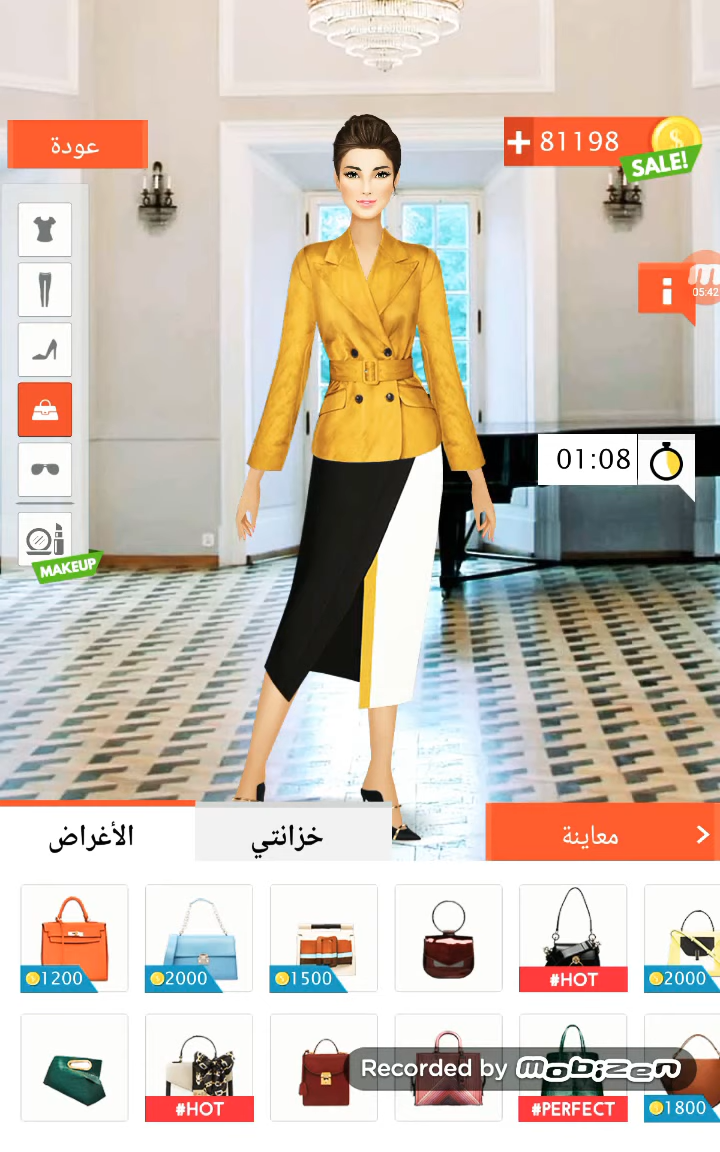 عودة
81198
SALE!
05:42
01:08
MAKEUP
الأغراض
خزانتي
معاينة
1200
2000
1500
#HOT
2000
#HOT
#PERFECT
1800
Recorded by mobizen